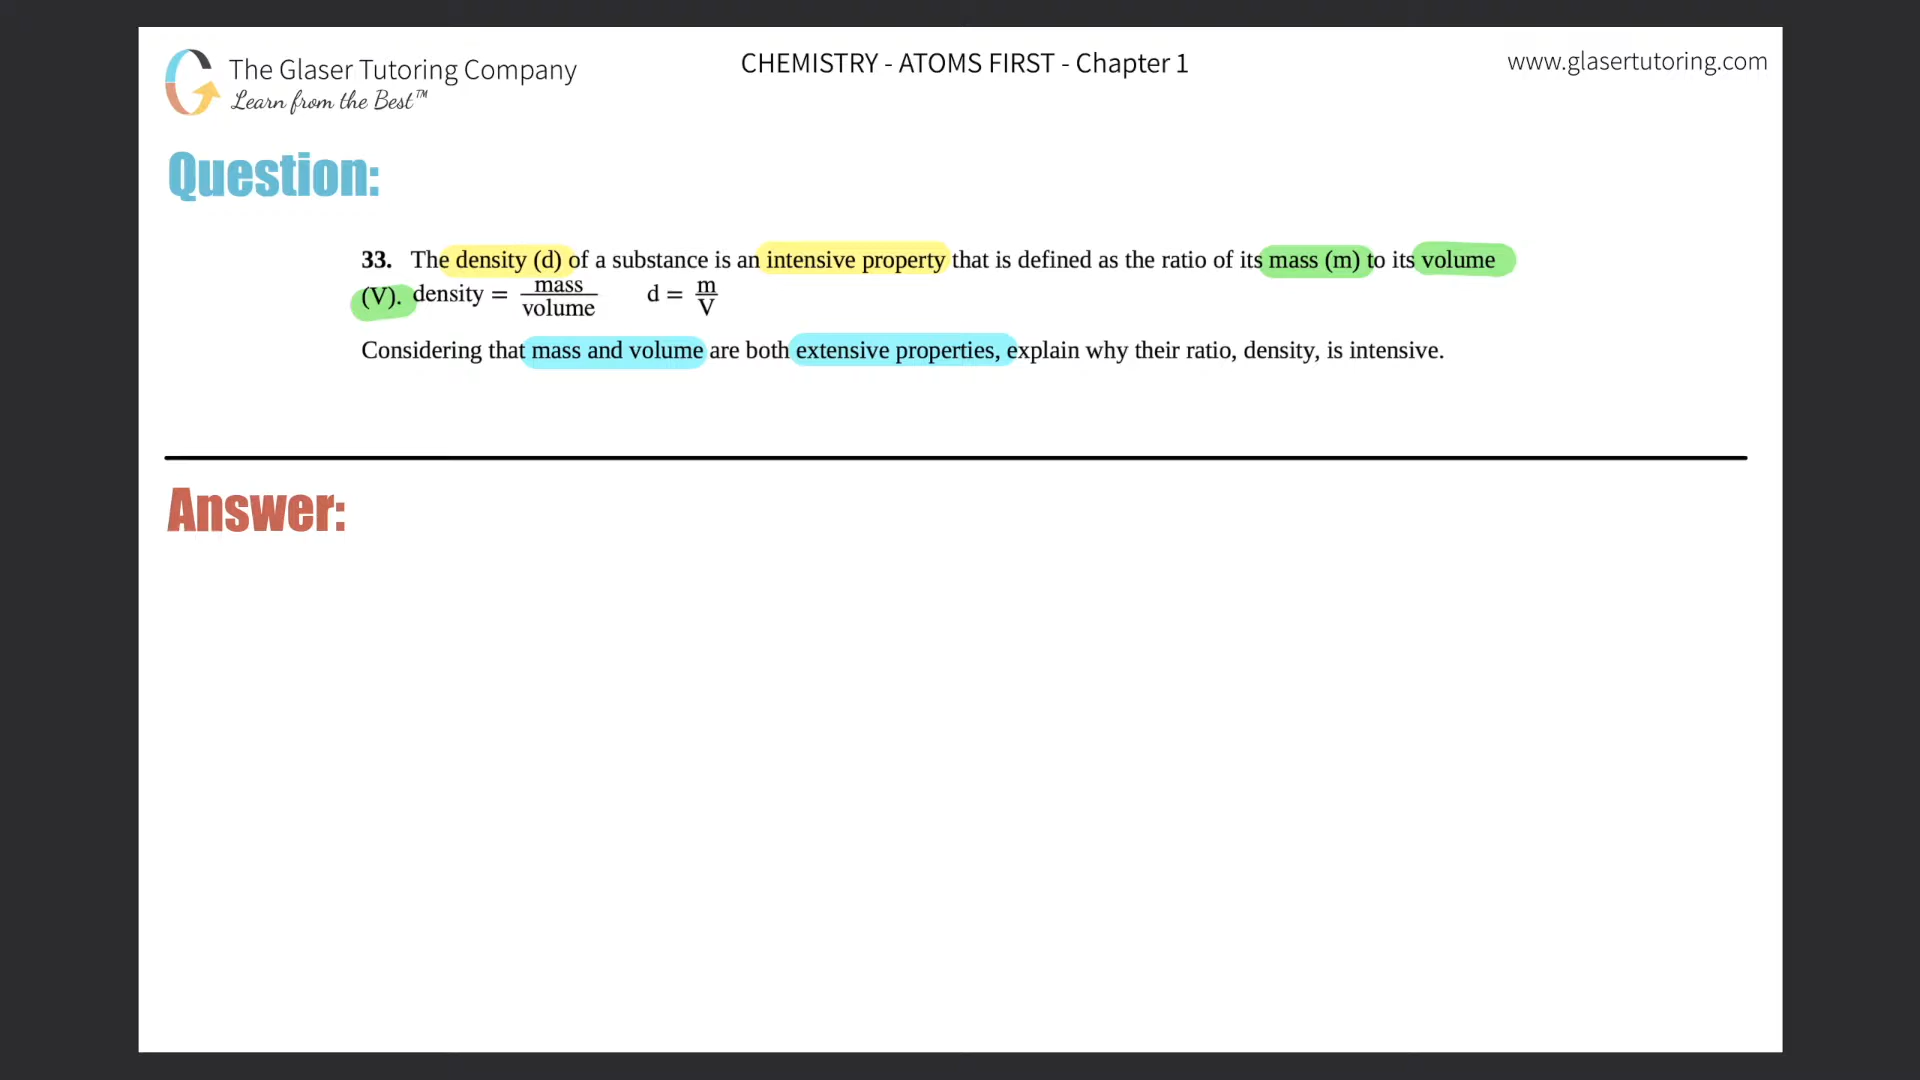 The Glaser Tutoring Company
Learn from the Best™
CHEMISTRY - ATOMS FIRST - Chapter 1
www.glasertutoring.com
Question:
33. The density (d) of a substance is an intensive property that is defined as the ratio of its mass (m) to its volume
(V). density = mass/volume d = m/V
Considering that mass and volume are both extensive properties, explain why their ratio, density, is intensive.
Answer: